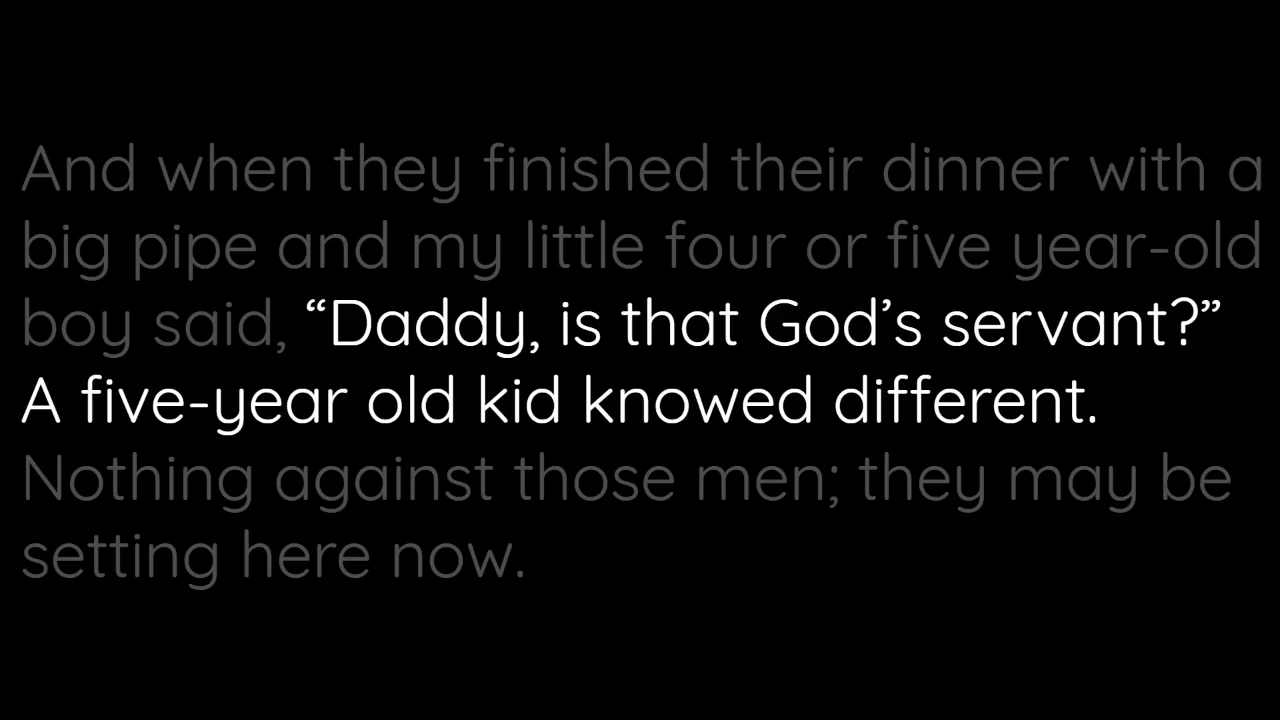 And when they finished their dinner with a
big pipe and my little four or five year-old
boy said, “Daddy, is that God’s servant?”
A five-year old kid knowed different.
Nothing against those men; they may be
setting here now.